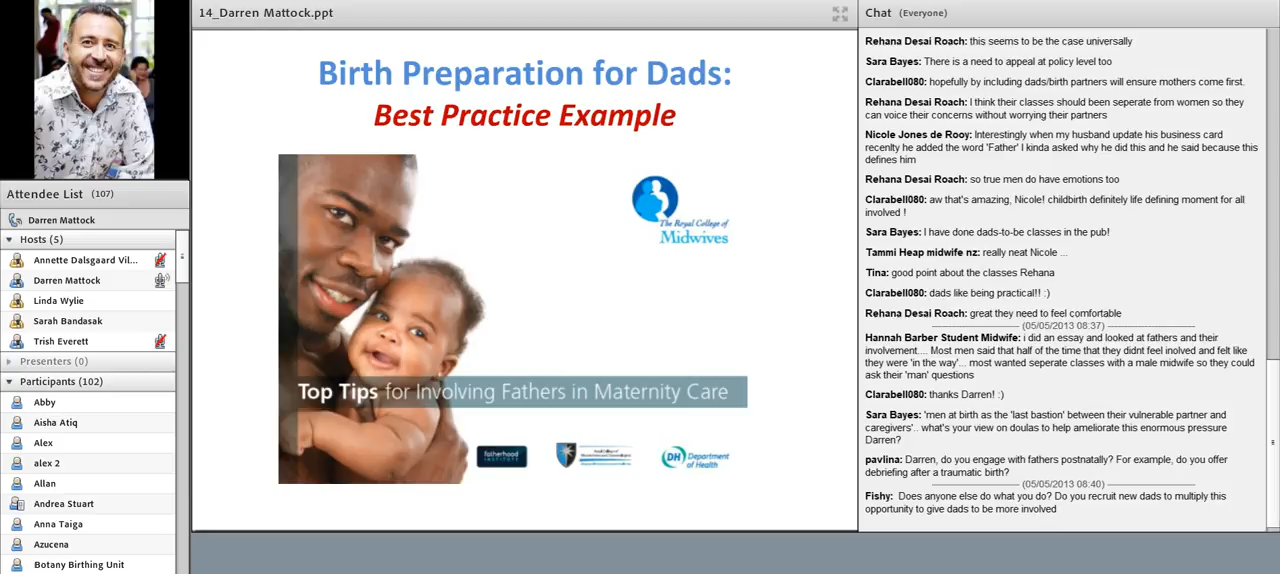 14_Darren Mattock.ppt
Attendee List (107)
Darren Mattock
Hosts (5)
Annette Dalsgaard Vil...
Darren Mattock
Linda Wylie
Sarah Bandasak
Trish Everett
Presenters (0)
Participants (102)
Abby
Aisha Atiq
Alex
alex 2
Allan
Andrea Stuart
Anna Taiga
Azucena
Botany Birthing Unit
Birth Preparation for Dads:
Best Practice Example
The Royal College of
Midwives
Top Tips for Involving Fathers in Maternity Care
fatherhood
INSTITUTE
DH Department
of Health
Chat (Everyone)
Rehana Desai Roach: this seems to be the case universally
Sara Bayes: There is a need to appeal at policy level too
Clarabell080: hopefully by including dads/birth partners will ensure mothers come first.
Rehana Desai Roach: I think their classes should been seperate from women so they
can voice their concerns without worrying their partners
Nicole Jones de Rooy: Interestingly when my husband update his business card
recenlty he added the word 'Father' I kinda asked why he did this and he said because this
defines him
Rehana Desai Roach: so true men do have emotions too
Clarabell080: aw that's amazing, Nicole! childbirth definitely life defining moment for all
involved !
Sara Bayes: I have done dads-to-be classes in the pub!
Tammi Heap midwife nz: really neat Nicole ...
Tina: good point about the classes Rehana
Clarabell080: dads like being practical!! :)
Rehana Desai Roach: great they need to feel comfortable
(05/05/2013 08:37)
Hannah Barber Student Midwife: i did an essay and looked at fathers and their
involvement.... Most men said that half of the time that they didnt feel inolved and felt like
they were 'in the way'... most wanted seperate classes with a male midwife so they could
ask their 'man' questions
Clarabell080: thanks Darren! :)
Sara Bayes: 'men at birth as the 'last bastion' between their vulnerable partner and
caregivers'.. what's your view on doulas to help ameliorate this enormous pressure
Darren?
pavlina: Darren, do you engage with fathers postnatally? For example, do you offer
debriefing after a traumatic birth?
(05/05/2013 08:40)
Fishy: Does anyone else do what you do? Do you recruit new dads to multiply this
opportunity to give dads to be more involved